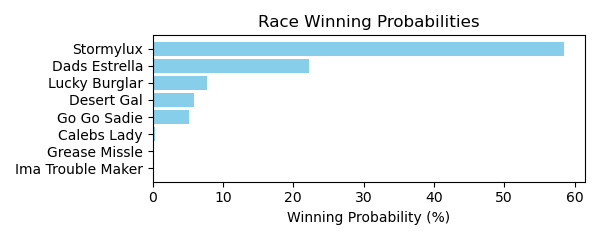 Race Winning Probabilities
Stormylux
Dads Estrella
Lucky Burglar
Desert Gal
Go Go Sadie
Calebs Lady
Grease Missle
Ima Trouble Maker
0 10 20 30 40 50 60
Winning Probability (%)